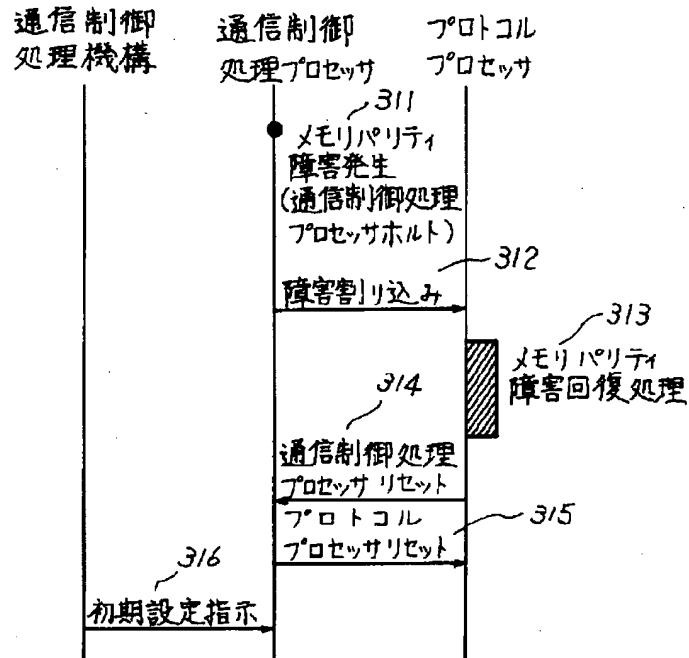 通信制御
処理機構
通信制御
処理プロセッサ
プロトコル
プロセッサ
311
メモリパリティ
障害発生
(通信制御処理
プロセッサホルト)
312
障害割り込み
313
メモリパリティ
障害回復処理
314
通信制御処理
プロセッサリセット
プロトコル
プロセッサリセット
315
316
初期設定指示